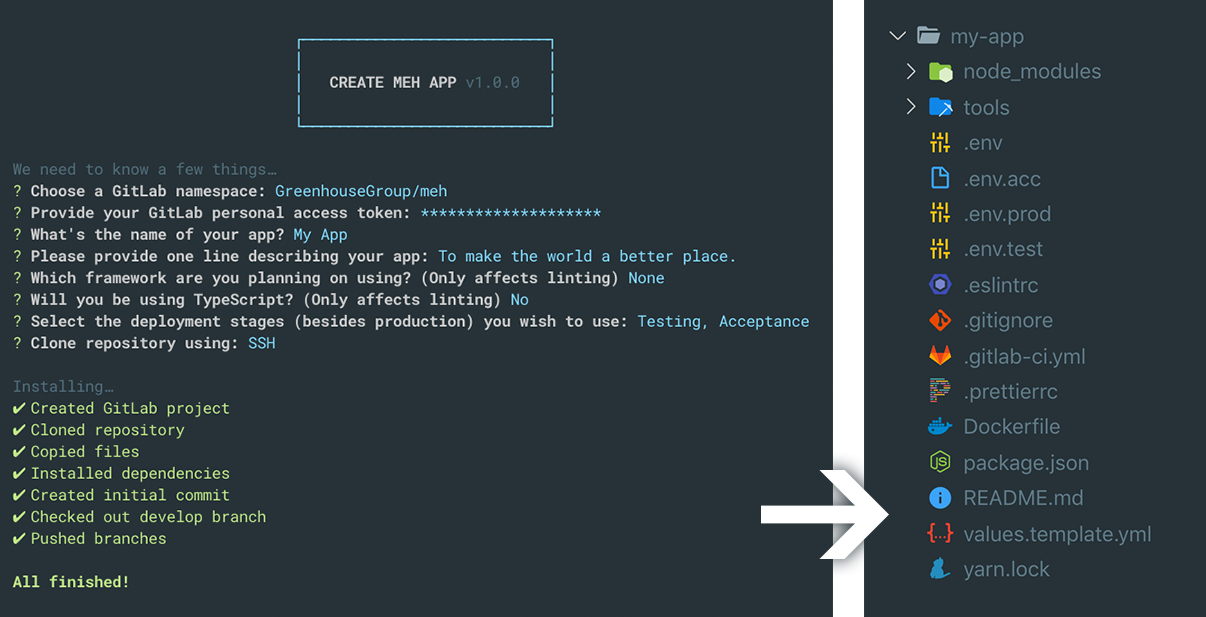 CREATE MEH APP v1.0.0
We need to know a few things…
? Choose a GitLab namespace: GreenhouseGroup/meh
? Provide your GitLab personal access token: ********************
? What's the name of your app? My App
? Please provide one line describing your app: To make the world a better place.
? Which framework are you planning on using? (Only affects linting) None
? Will you be using TypeScript? (Only affects linting) No
? Select the deployment stages (besides production) you wish to use: Testing, Acceptance
? Clone repository using: SSH
Installing…
✔ Created GitLab project
✔ Cloned repository
✔ Copied files
✔ Installed dependencies
✔ Created initial commit
✔ Checked out develop branch
✔ Pushed branches
All finished!
my-app
node_modules
tools
.env
.env.acc
.env.prod
.env.test
.eslintrc
.gitignore
.gitlab-ci.yml
.prettierrc
Dockerfile
package.json
README.md
values.template.yml
yarn.lock